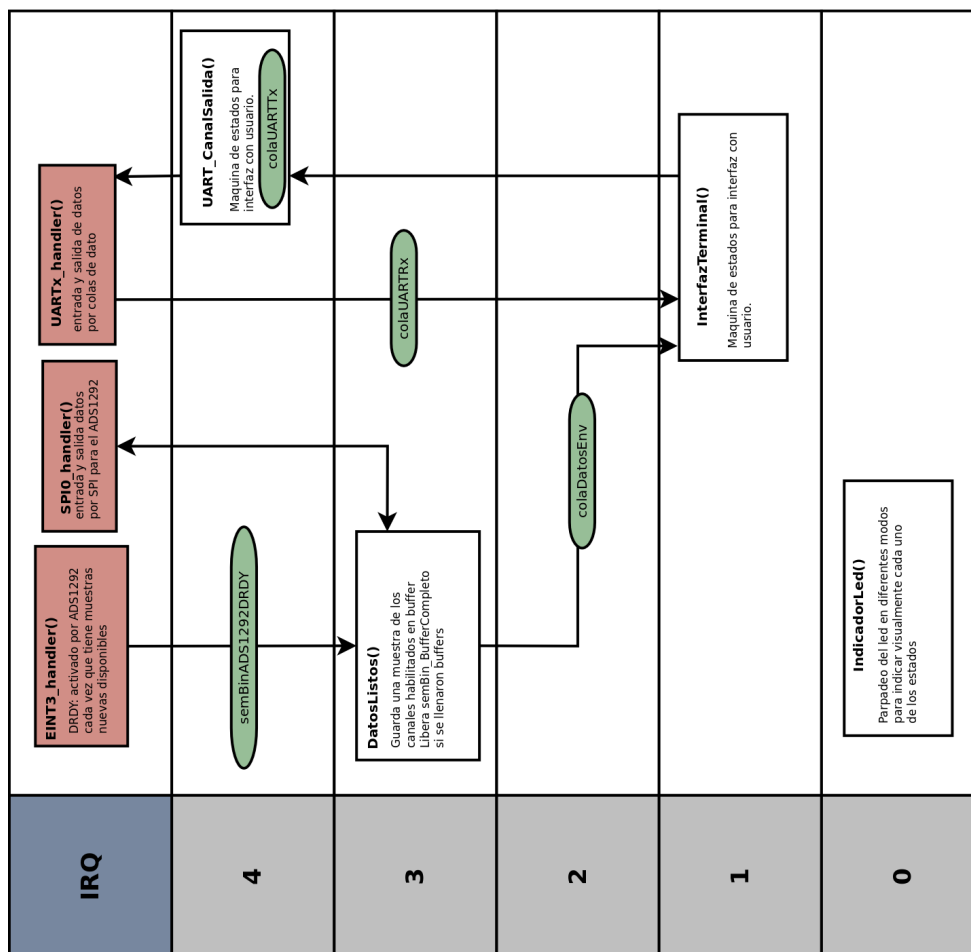 IRQ
EINT3_handler()
DRDY: activado por ADS1292
cada vez que tiene muestras
nuevas disponibles
SPI0_handler()
entrada y salida datos
por SPI para el ADS1292
UARTx_handler()
entrada y salida de datos
por colas de dato
4
semBinADS1292DRDY
UART_CanalSalida()
Maquina de estados para
interfaz con usuario.
colaUARTTx
3
DatosListos()
Guarda una muestra de los
canales habilitados en buffer
Libera semBin_BufferCompleto
si se llenaron buffers
colaUARTRx
2
colaDatosEnv
1
InterfazTerminal()
Maquina de estados para interfaz con
usuario.
0
IndicadorLed()
Parpadeo del led en diferentes modos
para indicar visualmente cada uno
de los estados